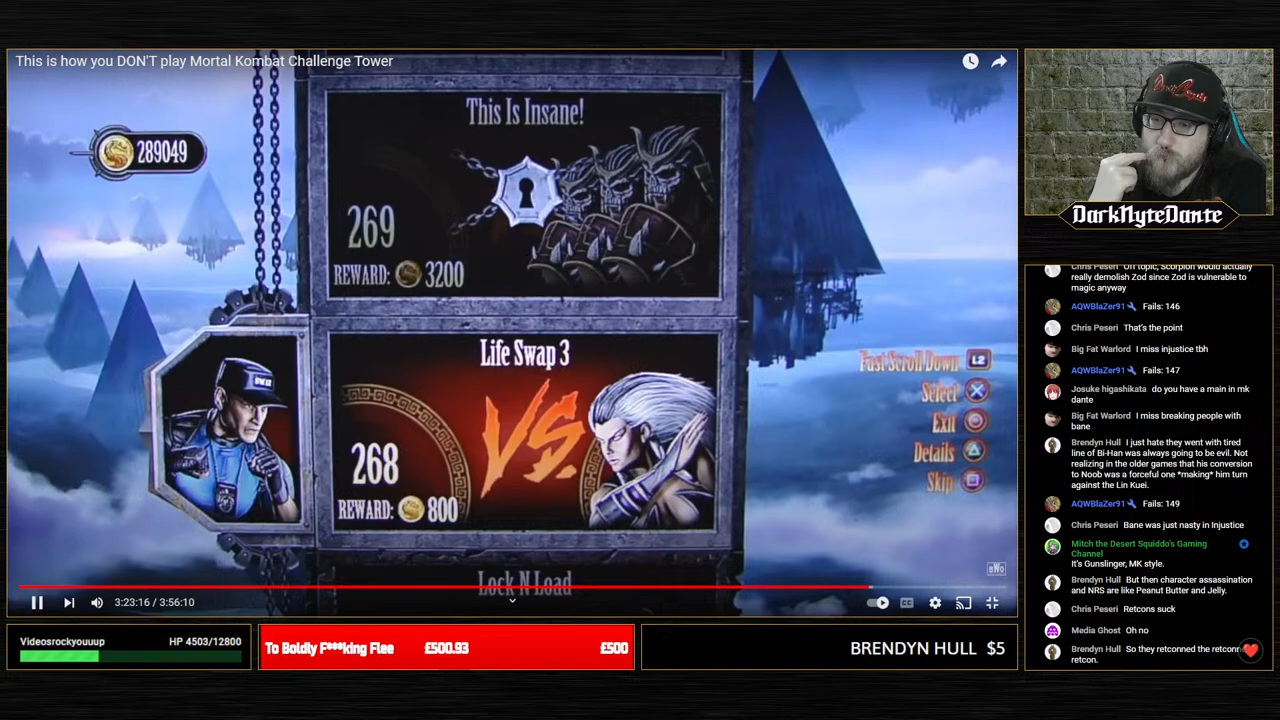 This is how you DON'T play Mortal Kombat Challenge Tower
289049
This Is Insane!
269
REWARD: 3200
Life Swap 3
268
REWARD: 800
VS.
SWAT
Lock N Load
Fast Scroll Down L2
Select
Exit
Details
Skip
3:23:16 / 3:56:10
Videosrockyouuup HP 4503/12800
To Boldly F***king Flee £500.93 £500
BRENDYN HULL $5
DarkNyteDante
Chris Peseri Off topic, Scorpion would actually
really demolish Zod since Zod is vulnerable to
magic anyway
AQWBlaZer91 Fails: 146
Chris Peseri That's the point
Big Fat Warlord I miss injustice tbh
AQWBlaZer91 Fails: 147
Josuke higashikata do you have a main in mk
dante
Big Fat Warlord I miss breaking people with
bane
Brendyn Hull I just hate they went with tired
line of Bi-Han was always going to be evil. Not
realizing in the older games that his conversion
to Noob was a forceful one *making* him turn
against the Lin Kuei.
AQWBlaZer91 Fails: 149
Chris Peseri Bane was just nasty in Injustice
Mitch the Desert Squiddo's Gaming
Channel
It's Gunslinger, MK style.
Brendyn Hull But then character assassination
and NRS are like Peanut Butter and Jelly.
Chris Peseri Retcons suck
Media Ghost Oh no
Brendyn Hull So they retconned the retconn
retcon.